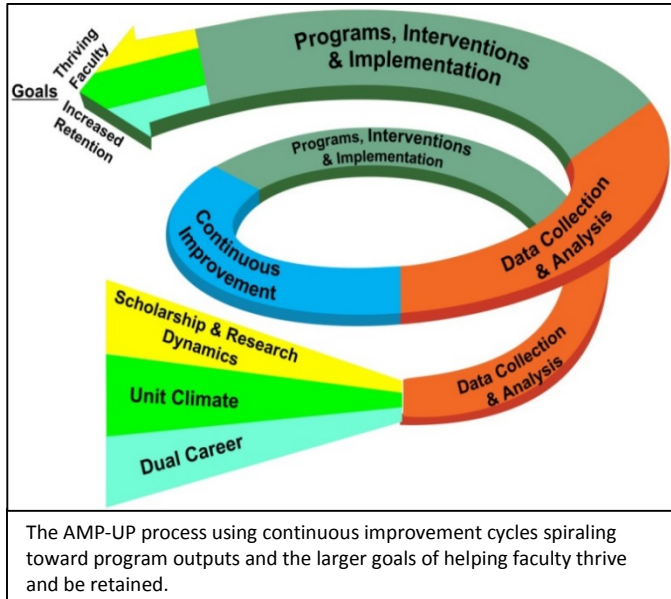 Programs, Interventions
& Implementation
Thriving
Faculty
Goals
Increased
Retention
Programs, Interventions
& Implementation
Continuous
Improvement
Data Collection
& Analysis
Scholarship & Research
Dynamics
Unit Climate
Dual Career
Data Collection
& Analysis
The AMP-UP process using continuous improvement cycles spiraling
toward program outputs and the larger goals of helping faculty thrive
and be retained.